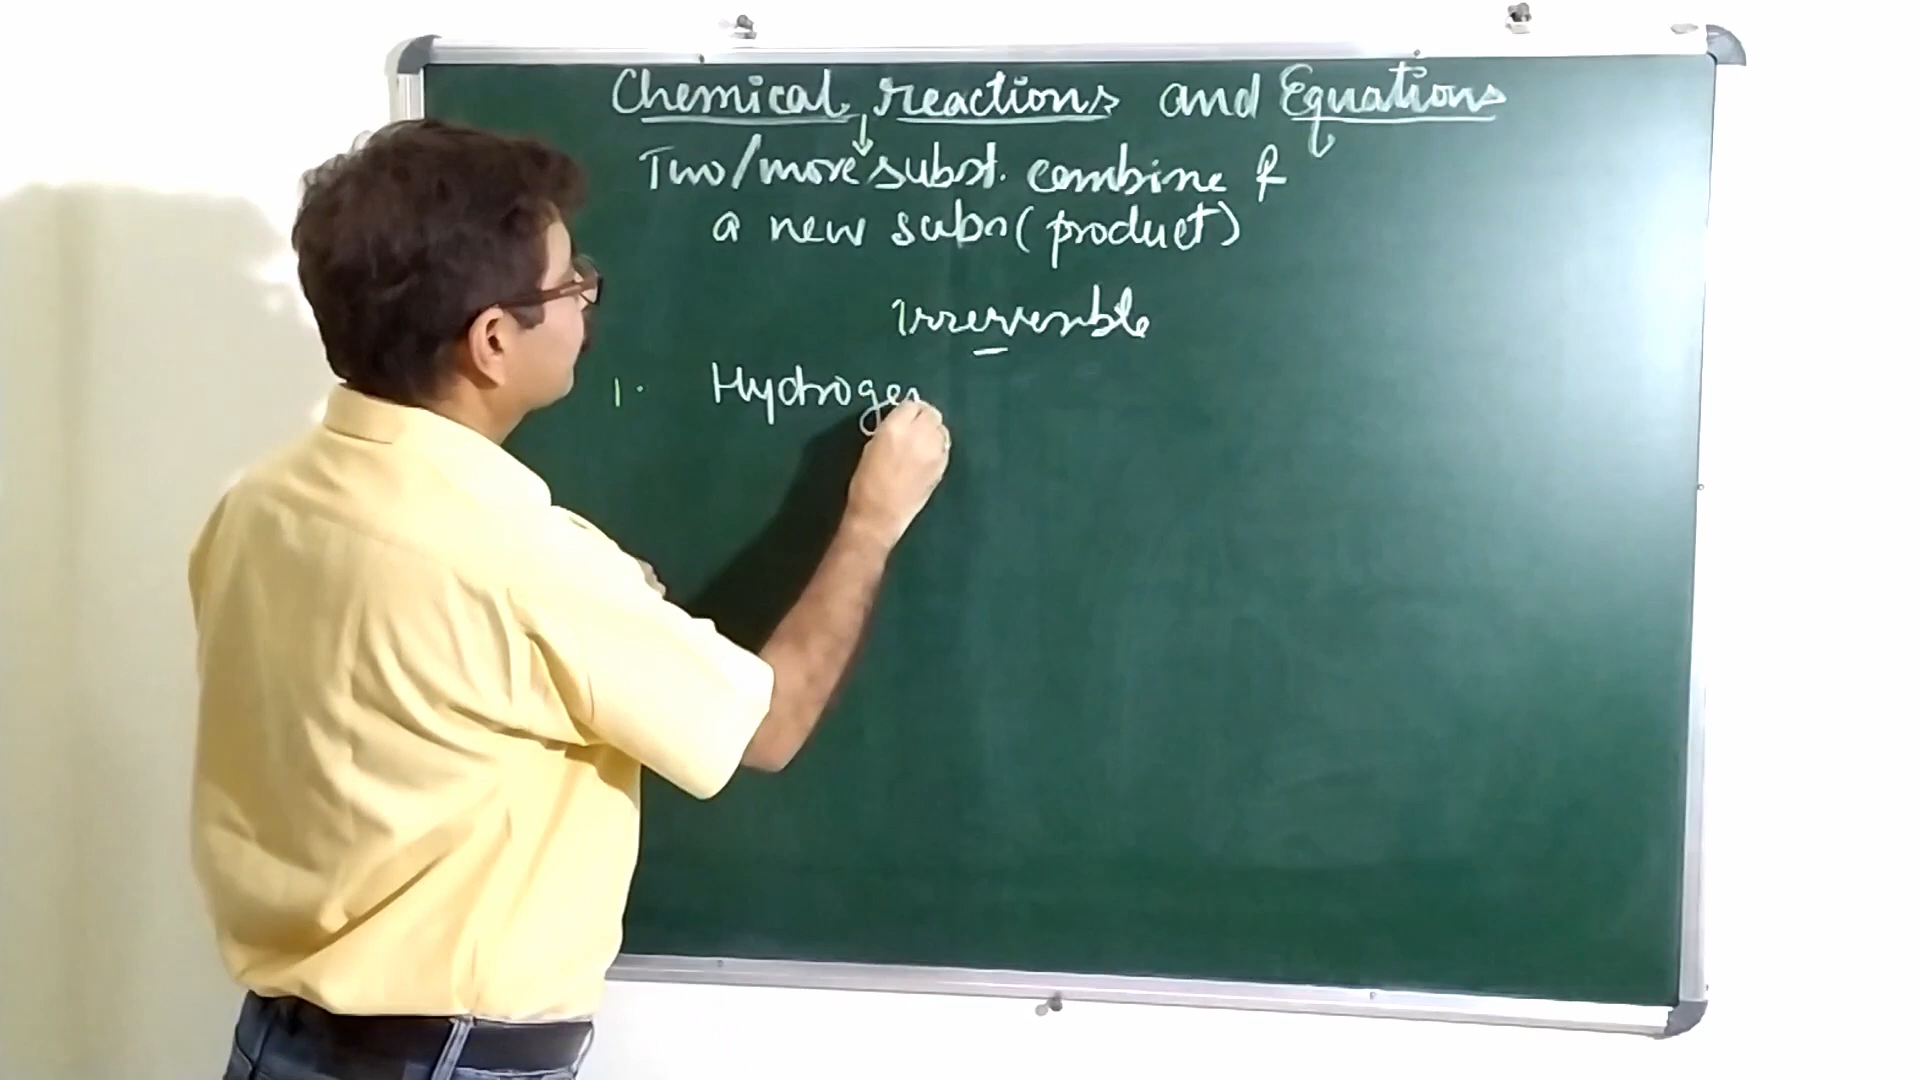 Chemical reactions and Equations
Two/more subst. combine &
a new subs (product)
Irreversible
1. Hydrogen